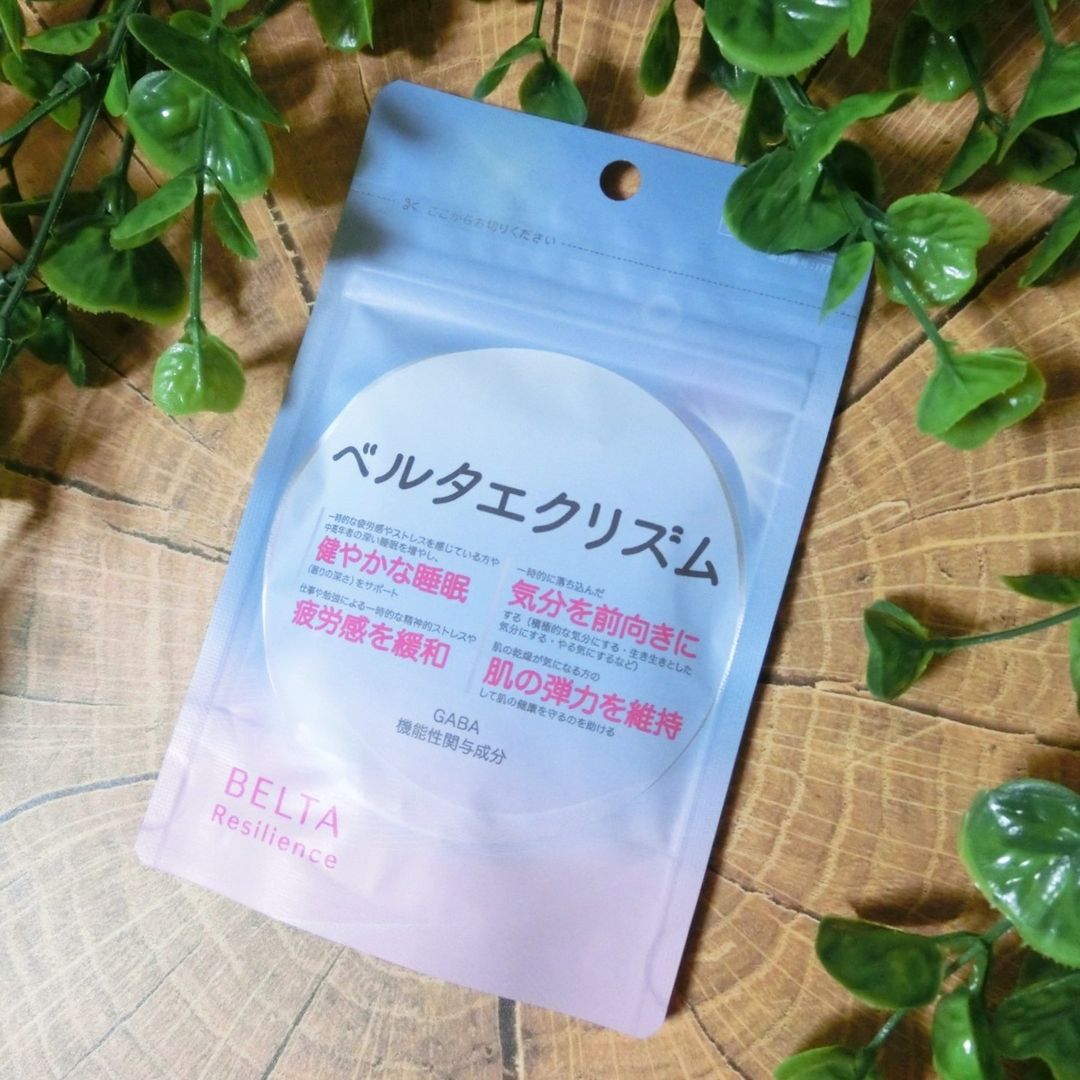 ここからお切りください
ベルタエクリズム
一時的な疲労感やストレスを感じている方や
中高年者の深い睡眠を増やし、
健やかな睡眠
(眠りの深さ)をサポート
仕事や勉強による一時的な精神的ストレスや
疲労感を緩和
一時的に落ち込んだ
気分を前向きに
する(積極的な気分にする・生き生きとした
気分にする・やる気にするなど)
肌の乾燥が気になる方の
肌の弾力を維持
して肌の健康を守るのを助ける
GABA
機能性関与成分
BELTA
Resilience